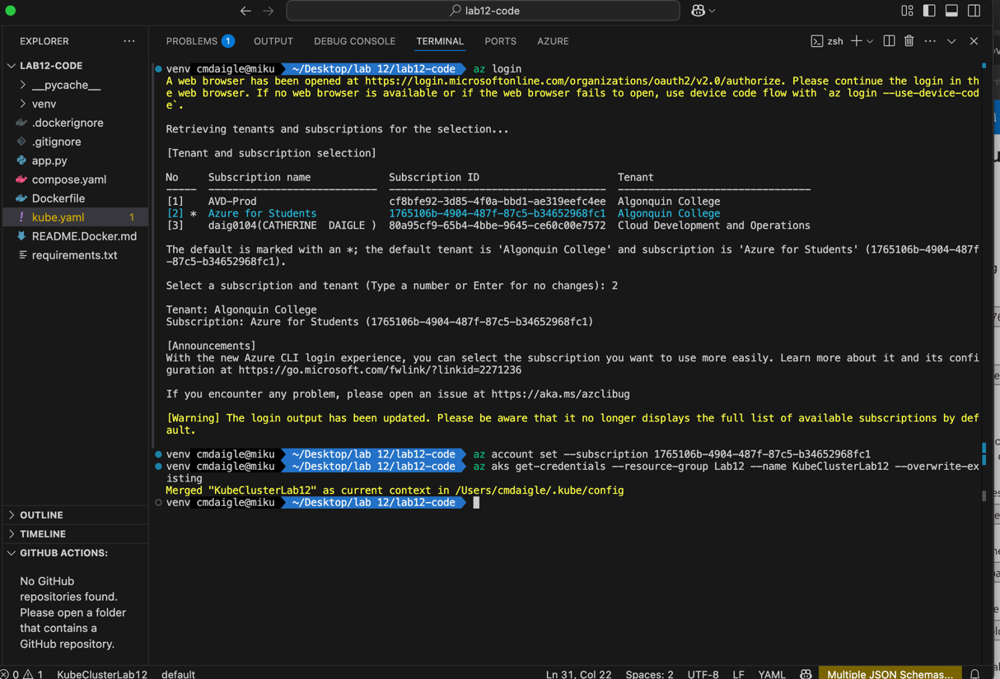 lab12-code
EXPLORER
PROBLEMS 1 OUTPUT DEBUG CONSOLE TERMINAL PORTS AZURE
zsh
LAB12-CODE
__pycache__
venv
.dockerignore
.gitignore
app.py
compose.yaml
Dockerfile
kube.yaml 1
README.Docker.md
requirements.txt
OUTLINE
TIMELINE
GITHUB ACTIONS:
No GitHub
repositories found.
Please open a folder
that contains a
GitHub repository.
venv cmdaigle@miku ~/Desktop/lab 12/lab12-code az login
A web browser has been opened at https://login.microsoftonline.com/organizations/oauth2/v2.0/authorize. Please continue the login in th
e web browser. If no web browser is available or if the web browser fails to open, use device code flow with `az login --use-device-cod
e`.
Retrieving tenants and subscriptions for the selection...
[Tenant and subscription selection]
No Subscription name Subscription ID Tenant
----- ---------------------------- ------------------------------------ --------------------------------
[1] AVD-Prod cf8bfe92-3d85-4f0a-bbd1-ae319eefc4ee Algonquin College
[2] * Azure for Students 1765106b-4904-487f-87c5-b34652968fc1 Algonquin College
[3] daig0104(CATHERINE DAIGLE ) 80a95cf9-65b4-4bbe-9645-ce60c00e7572 Cloud Development and Operations
The default is marked with an *; the default tenant is 'Algonquin College' and subscription is 'Azure for Students' (1765106b-4904-487f
-87c5-b34652968fc1).
Select a subscription and tenant (Type a number or Enter for no changes): 2
Tenant: Algonquin College
Subscription: Azure for Students (1765106b-4904-487f-87c5-b34652968fc1)
[Announcements]
With the new Azure CLI login experience, you can select the subscription you want to use more easily. Learn more about it and its confi
guration at https://go.microsoft.com/fwlink/?linkid=2271236
If you encounter any problem, please open an issue at https://aka.ms/azclibug
[Warning] The login output has been updated. Please be aware that it no longer displays the full list of available subscriptions by def
ault.
venv cmdaigle@miku ~/Desktop/lab 12/lab12-code az account set --subscription 1765106b-4904-487f-87c5-b34652968fc1
venv cmdaigle@miku ~/Desktop/lab 12/lab12-code az aks get-credentials --resource-group Lab12 --name KubeClusterLab12 --overwrite-ex
isting
Merged "KubeClusterLab12" as current context in /Users/cmdaigle/.kube/config
venv cmdaigle@miku ~/Desktop/lab 12/lab12-code
0 1 KubeClusterLab12 default Ln 31, Col 22 Spaces: 2 UTF-8 LF YAML Multiple JSON Schemas...